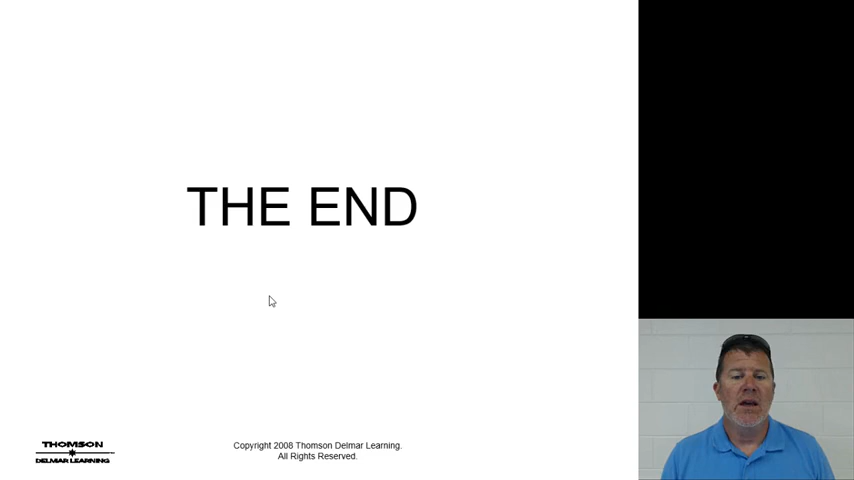 THE END
THOMSON
DELMAR LEARNING
Copyright 2008 Thomson Delmar Learning.
All Rights Reserved.